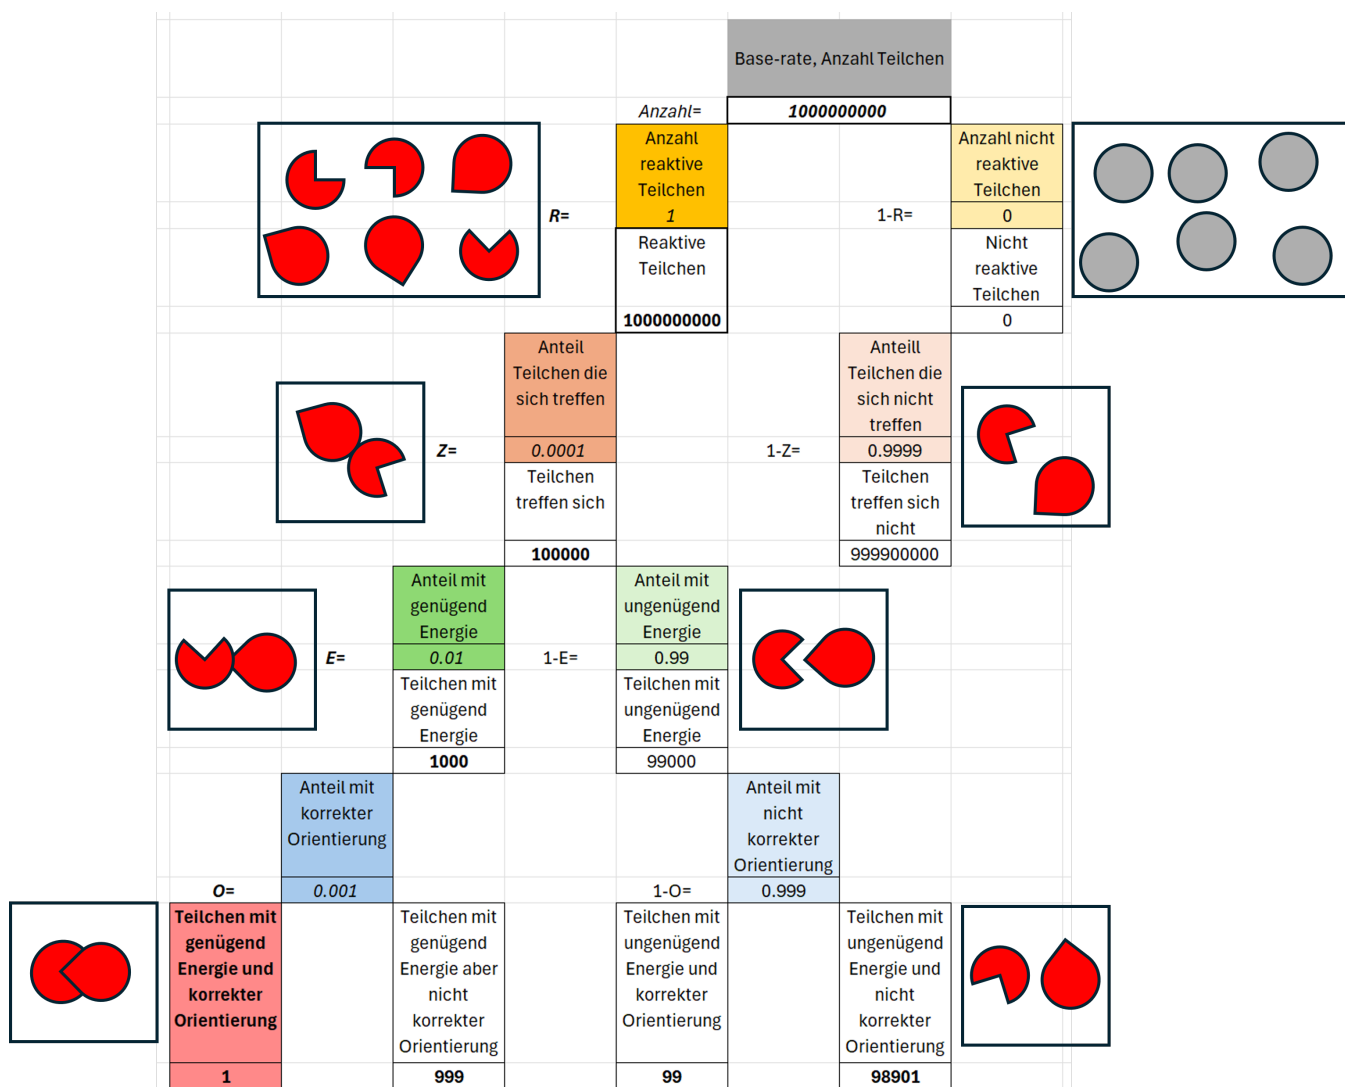 Base-rate, Anzahl Teilchen
Anzahl=
1000000000
Anzahl
reaktive
Teilchen
Anzahl nicht
reaktive
Teilchen
R=
1
1-R=
0
Reaktive
Teilchen
Nicht
reaktive
Teilchen
1000000000
0
Anteil
Teilchen die
sich treffen
Anteill
Teilchen die
sich nicht
treffen
Z=
0.0001
1-Z=
0.9999
Teilchen
treffen sich
Teilchen
treffen sich
nicht
100000
999900000
Anteil mit
genügend
Energie
Anteil mit
ungenügend
Energie
E=
0.01
1-E=
0.99
Teilchen mit
genügend
Energie
Teilchen mit
ungenügend
Energie
1000
99000
Anteil mit
korrekter
Orientierung
Anteil mit
nicht
korrekter
Orientierung
O=
0.001
1-O=
0.999
Teilchen mit
genügend
Energie und
korrekter
Orientierung
Teilchen mit
genügend
Energie aber
nicht
korrekter
Orientierung
Teilchen mit
ungenügend
Energie und
korrekter
Orientierung
Teilchen mit
ungenügend
Energie und
nicht
korrekter
Orientierung
1
999
99
98901